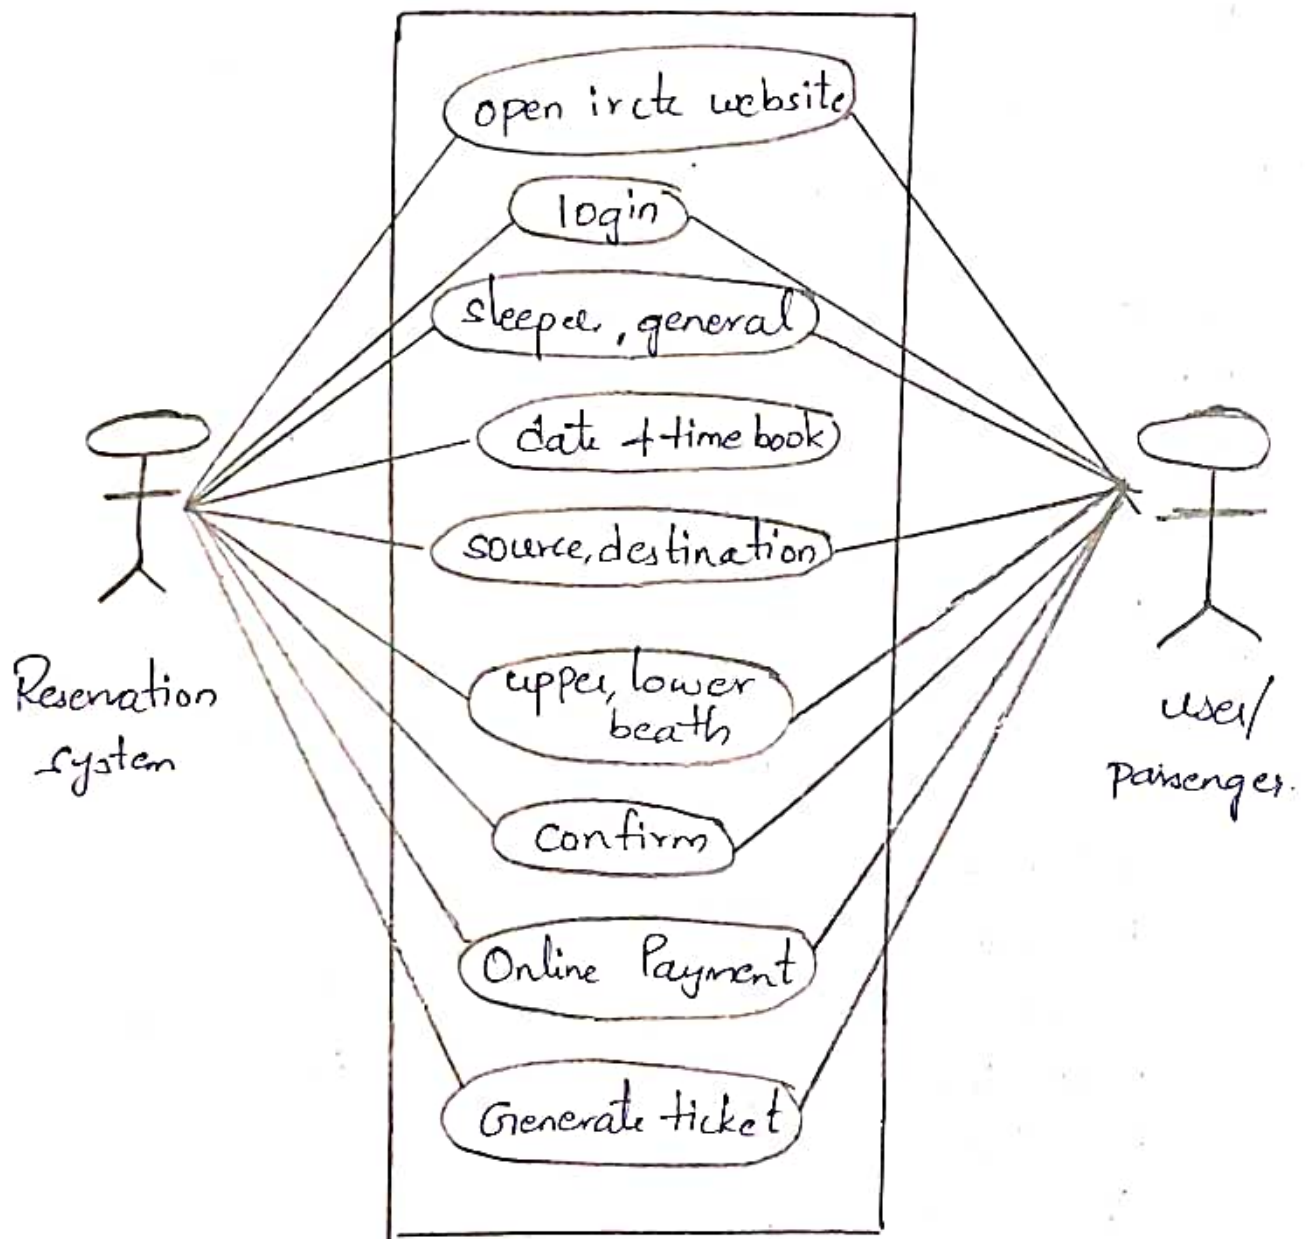 open irctc website
login
sleeper, general
date + time book
source, destination
upper, lower
beath
confirm
Online Payment
Generate ticket
Reservation
system
user/
passenger.